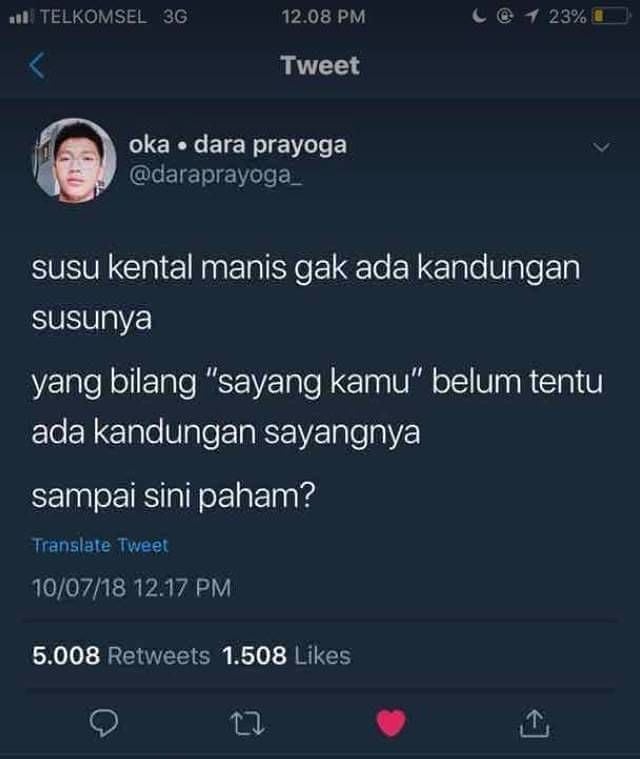 TELKOMSEL 3G 12.08 PM 23%
Tweet
oka • dara prayoga
@daraprayoga_
susu kental manis gak ada kandungan
susunya
yang bilang "sayang kamu" belum tentu
ada kandungan sayangnya
sampai sini paham?
Translate Tweet
10/07/18 12.17 PM
5.008 Retweets 1.508 Likes